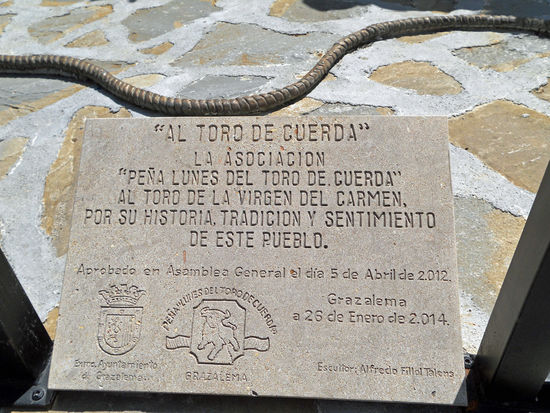 "AL TORO DE CUERDA"
LA ASOCIACION
"PEÑA LUNES DEL TORO DE CUERDA"
AL TORO DE LA VIRGEN DEL CARMEN,
POR SU HISTORIA, TRADICION Y SENTIMIENTO
DE ESTE PUEBLO.
Aprobado en Asamblea General el día 5 de Abril de 2.012.
Grazalema
a 26 de Enero de 2.014.
PEÑA "LUNES DEL TORO DE CUERDA"
GRAZALEMA
Exmo. Ayuntamiento
de Grazalema
Escultor: Alfredo Fillol Talens